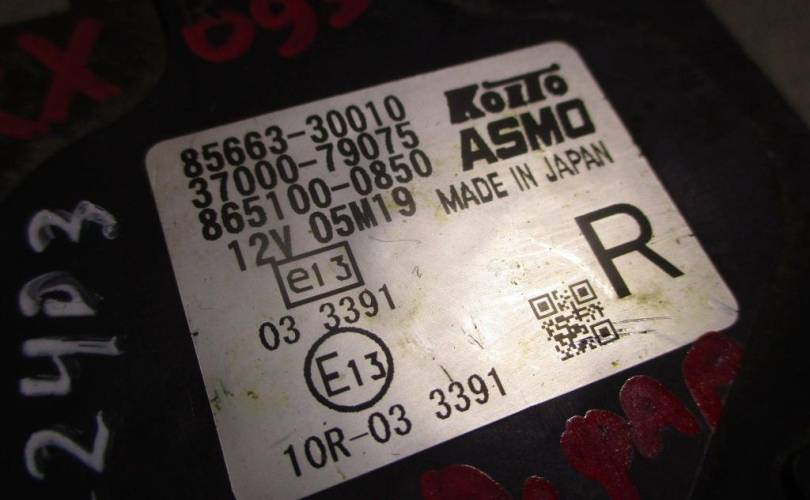 85663-30010
37000-79075
865100-0850
12V 05M19
e13
03 3391
E13
10R-03 3391
KOITO
ASMO
MADE IN JAPAN
R
24D3